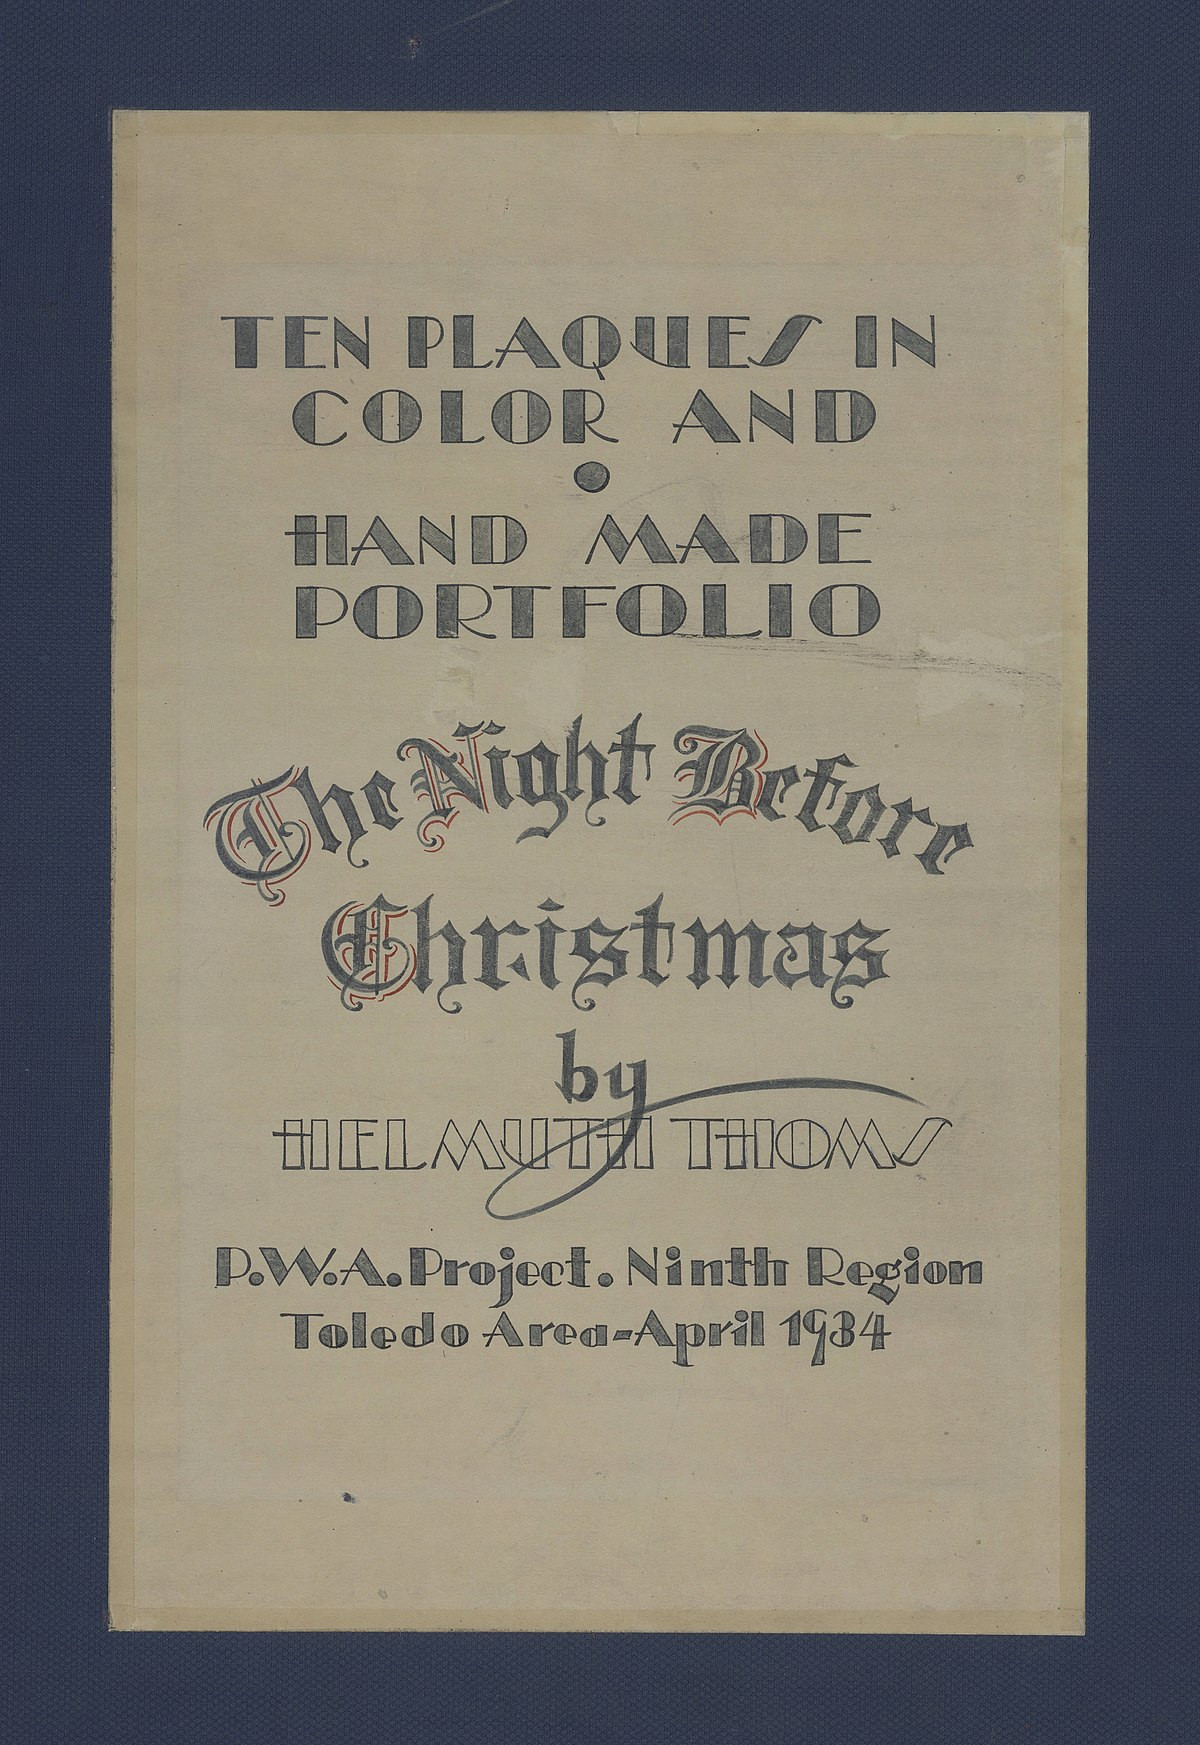 TEN PLAQUES IN
COLOR AND
●
HAND MADE
PORTFOLIO
The Night Before
Christmas
by
HELMUTH THOMS
P.W.A. Project. Ninth Region
Toledo Area-April 1934